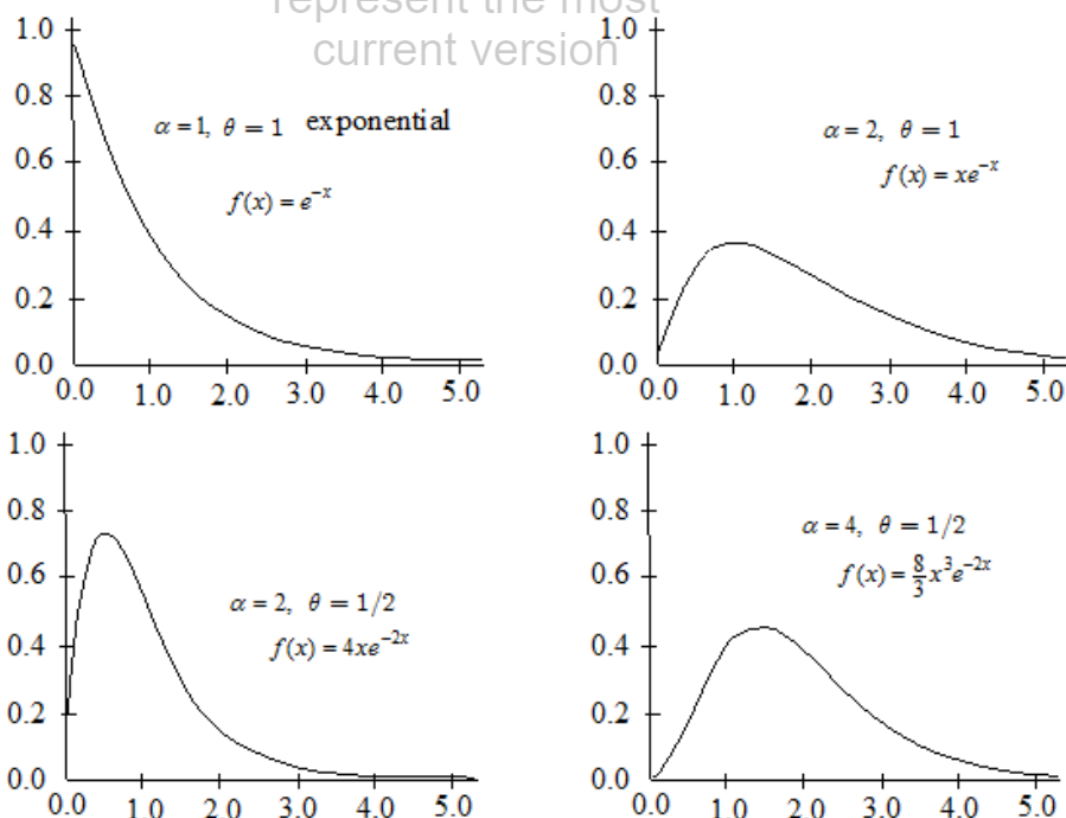 represent the most
current version
1.0
0.8
0.6
0.4
0.2
0.0
α = 1, θ = 1 exponential
f(x) = e^{-x}
0.0 1.0 2.0 3.0 4.0 5.0
1.0
0.8
0.6
0.4
0.2
0.0
α = 2, θ = 1
f(x) = xe^{-x}
0.0 1.0 2.0 3.0 4.0 5.0
1.0
0.8
0.6
0.4
0.2
0.0
α = 2, θ = 1/2
f(x) = 4xe^{-2x}
0.0 1.0 2.0 3.0 4.0 5.0
1.0
0.8
0.6
0.4
0.2
0.0
α = 4, θ = 1/2
f(x) = 8/3 x^3e^{-2x}
0.0 1.0 2.0 3.0 4.0 5.0